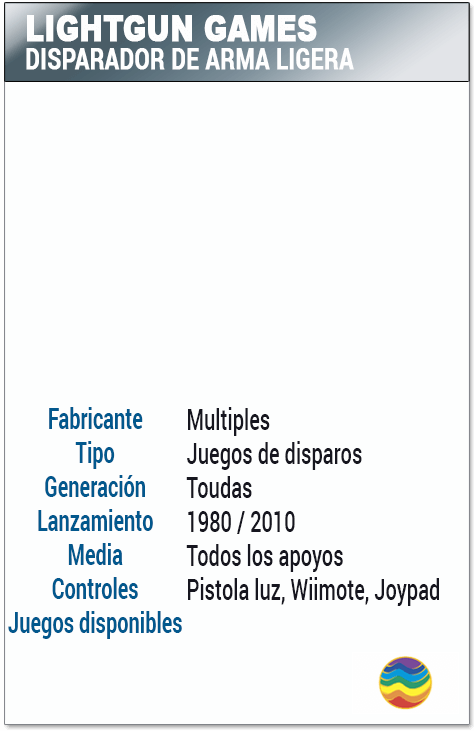 LIGHTGUN GAMES
DISPARADOR DE ARMA LIGERA
Fabricante Multiples
Tipo Juegos de disparos
Generación Toudas
Lanzamiento 1980 / 2010
Media Todos los apoyos
Controles Pistola luz, Wiimote, Joypad
Juegos disponibles